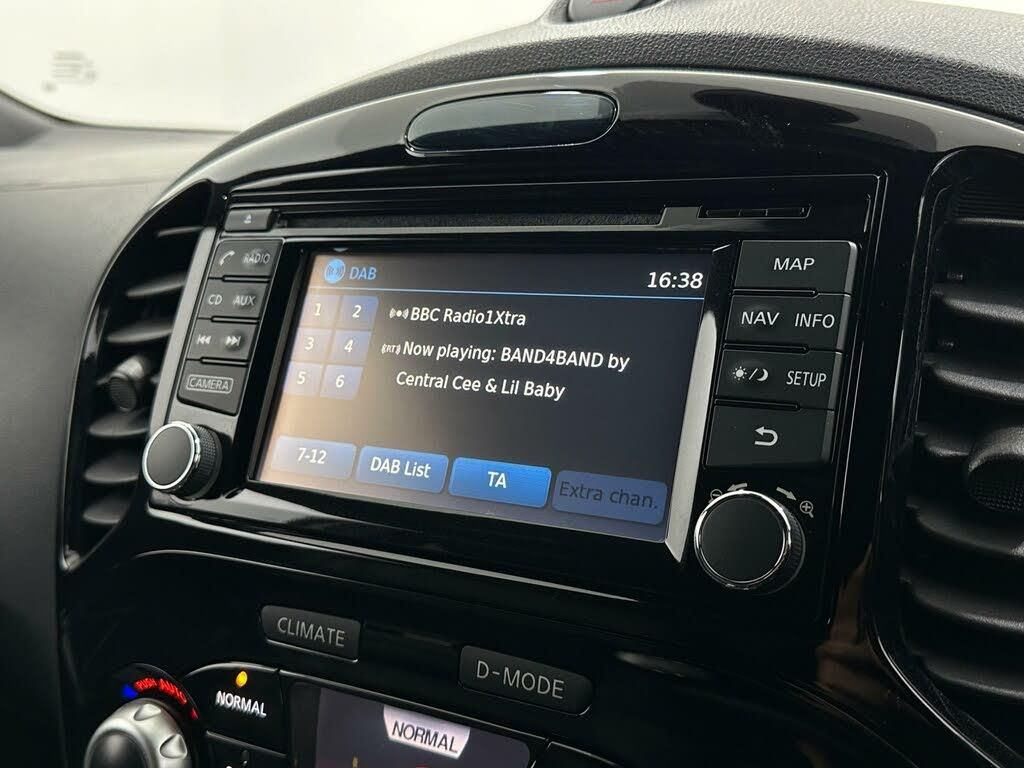 DAB
16:38
RADIO
CD AUX
CAMERA
1 2
3 4
5 6
BBC Radio1Xtra
Now playing: BAND4BAND by
Central Cee & Lil Baby
7-12
DAB List
TA
Extra chan.
MAP
NAV INFO
SETUP
CLIMATE
D-MODE
PUSH AUTO
NORMAL
NORMAL